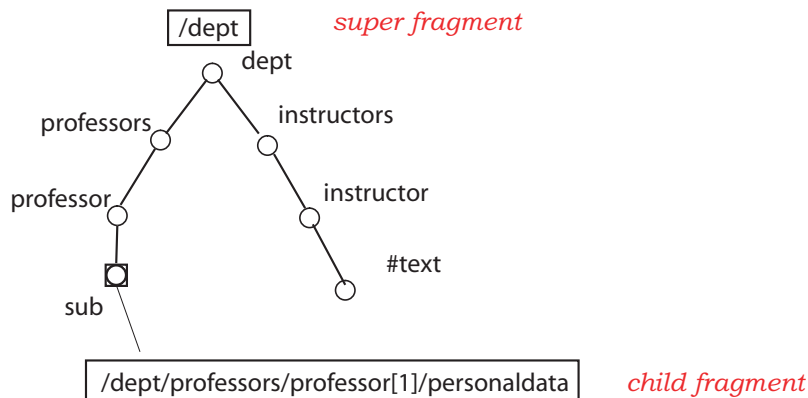 /dept
super fragment
dept
professors
instructors
professor
instructor
#text
sub
/dept/professors/professor[1]/personaldata
child fragment